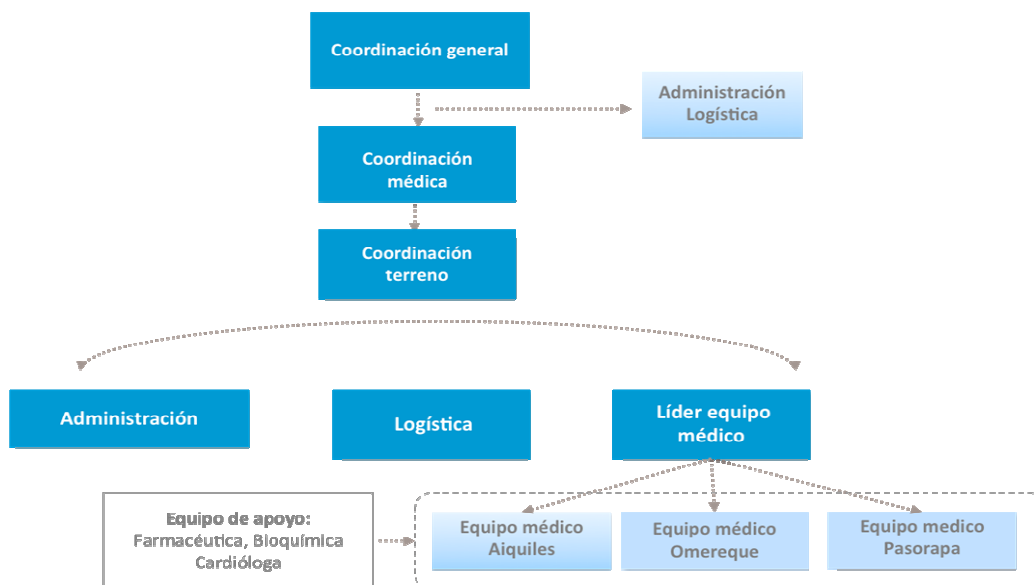 Coordinación general
Administración
Logística
Coordinación
médica
Coordinación
terreno
Administración
Logística
Líder equipo
médico
Equipo de apoyo:
Farmacéutica, Bioquímica
Cardióloga
Equipo médico
Aiquiles
Equipo médico
Omereque
Equipo medico
Pasorapa